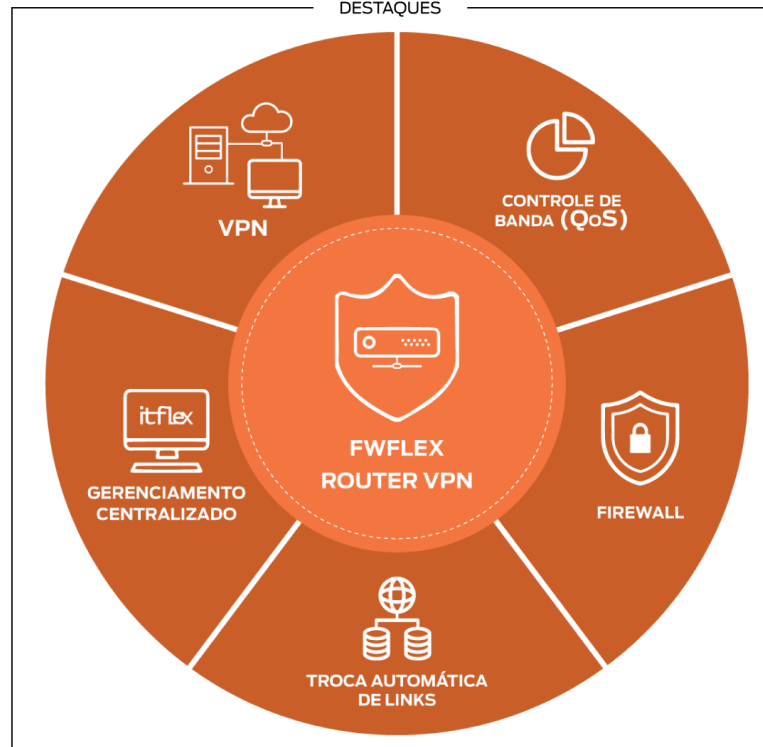 DESTAQUES
VPN
CONTROLE DE
BANDA (QoS)
itflex
GERENCIAMENTO
CENTRALIZADO
FWFLEX
ROUTER VPN
FIREWALL
TROCA AUTOMÁTICA
DE LINKS